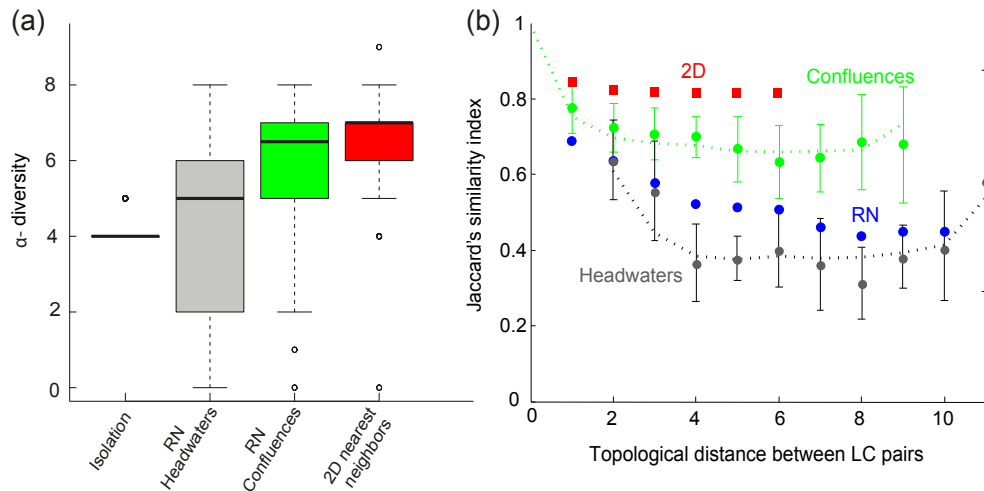 (a)
α- diversity
8
6
4
2
0
Isolation
RN
Headwaters
RN
Confluences
2D nearest
neighbors
(b)
Jaccard's similarity index
1
0.8
0.6
0.4
0.2
0
2
4
6
8
10
2D
Confluences
RN
Headwaters
Topological distance between LC pairs